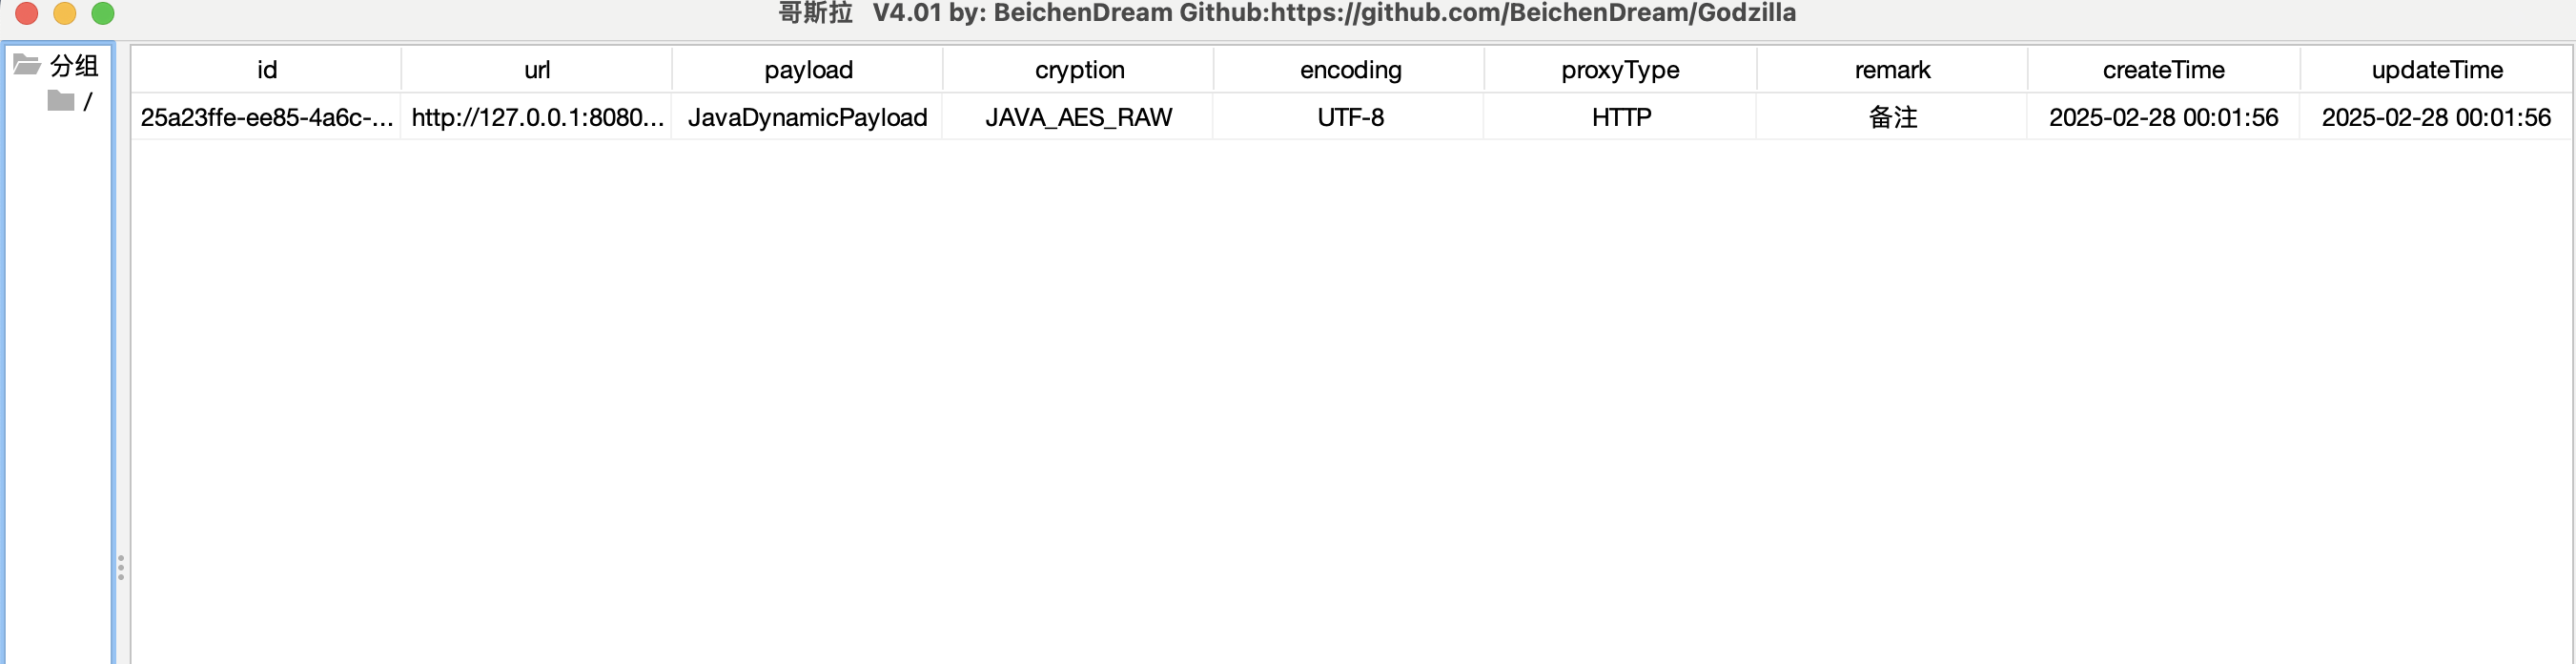 哥斯拉 V4.01 by: BeichenDream Github:https://github.com/BeichenDream/Godzilla
分组
/
id url payload cryption encoding proxyType remark createTime updateTime
25a23ffe-ee85-4a6c-... http://127.0.0.1:8080... JavaDynamicPayload JAVA_AES_RAW UTF-8 HTTP 备注 2025-02-28 00:01:56 2025-02-28 00:01:56